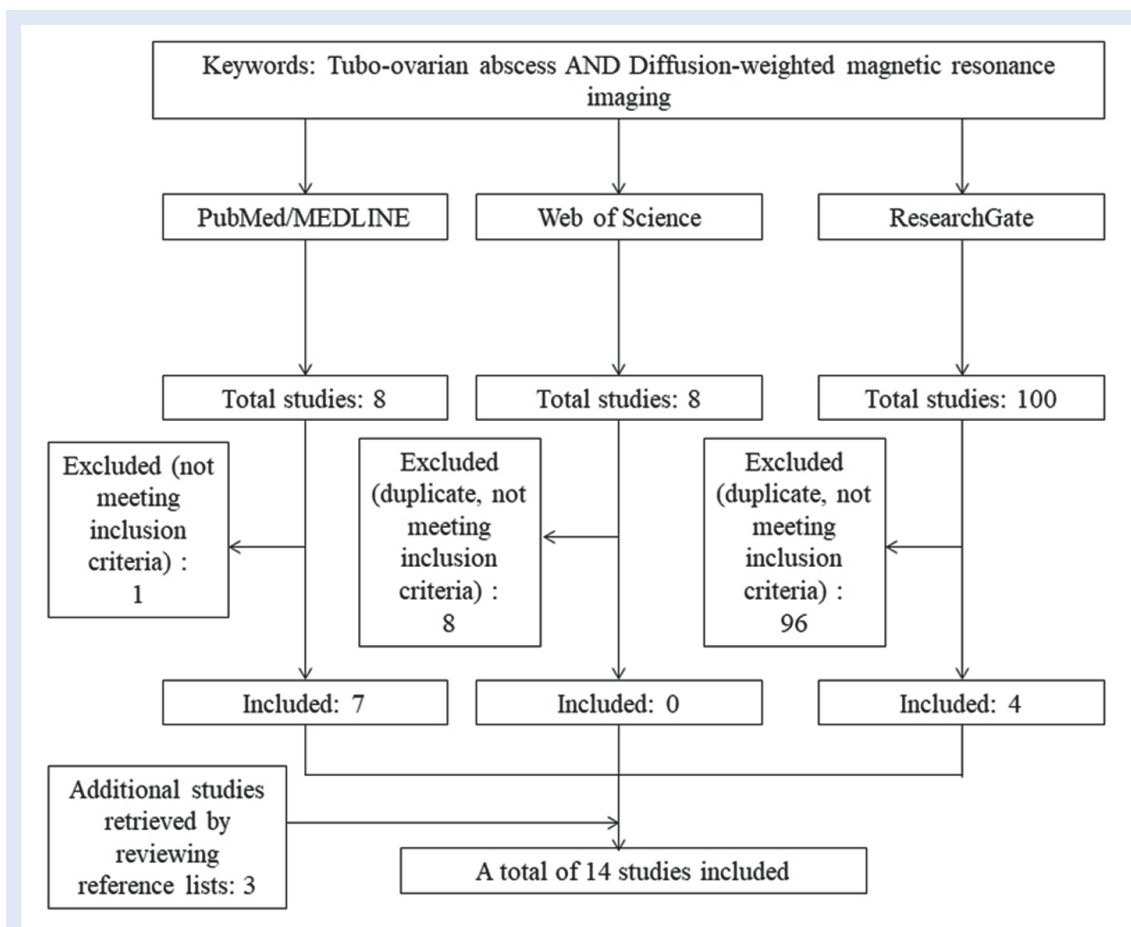 Keywords: Tubo-ovarian abscess AND Diffusion-weighted magnetic resonance
imaging
PubMed/MEDLINE
Web of Science
ResearchGate
Total studies: 8
Total studies: 8
Total studies: 100
Excluded (not
meeting
inclusion
criteria) :
1
Excluded
(duplicate, not
meeting
inclusion
criteria) :
8
Excluded
(duplicate, not
meeting
inclusion
criteria) :
96
Included: 7
Included: 0
Included: 4
Additional studies
retrieved by
reviewing
reference lists: 3
A total of 14 studies included